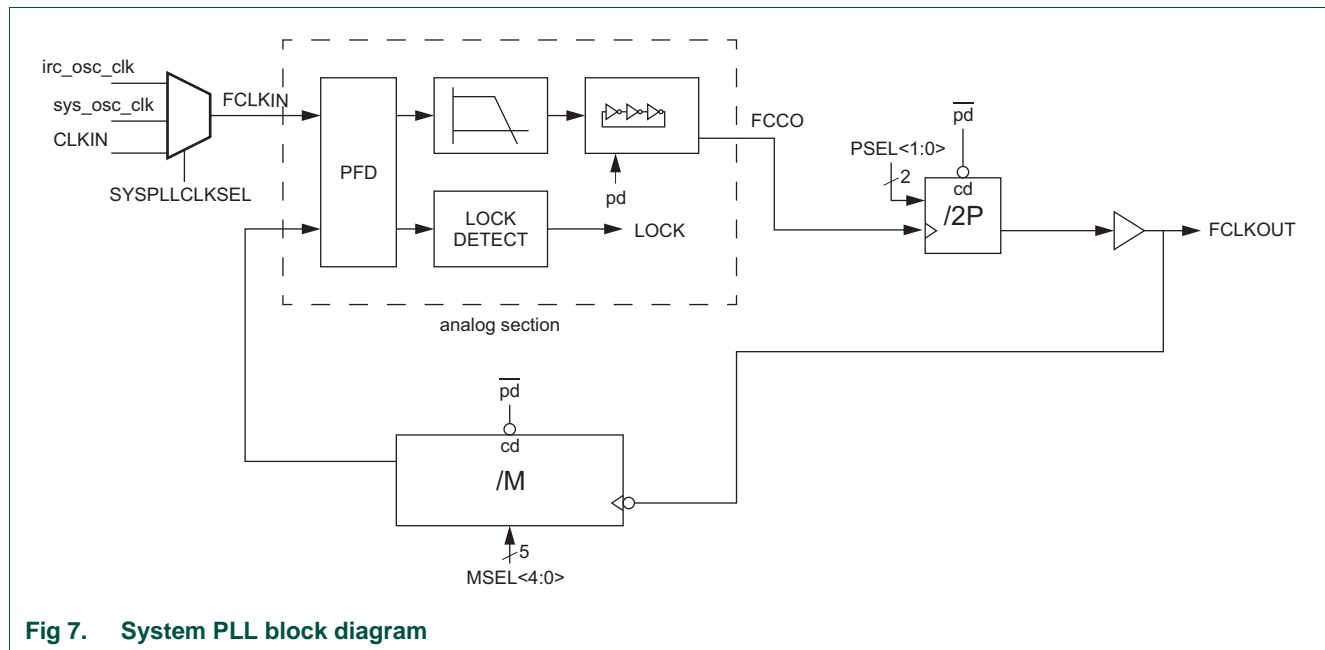 irc_osc_clk
sys_osc_clk
CLKIN
SYSPLLCLKSEL
FCLKIN
PFD
LOCK
DETECT
pd
LOCK
analog section
FCCO
PSEL<1:0>
2
pd
cd
/2P
FCLKOUT
pd
cd
/M
5
MSEL<4:0>
Fig 7. System PLL block diagram